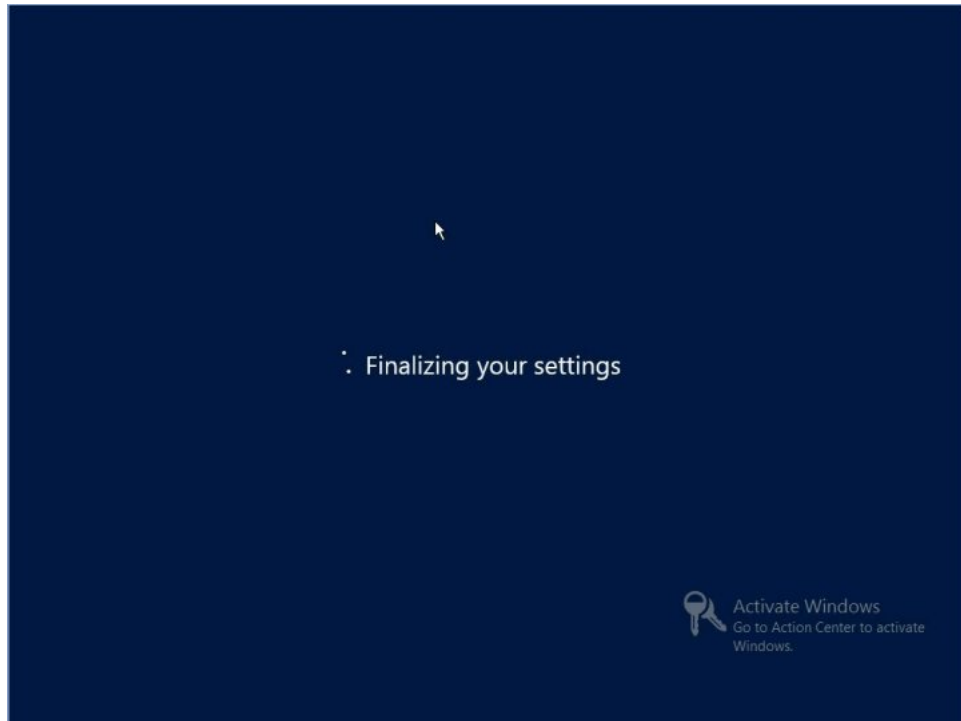 Finalizing your settings
Activate Windows
Go to Action Center to activate
Windows.